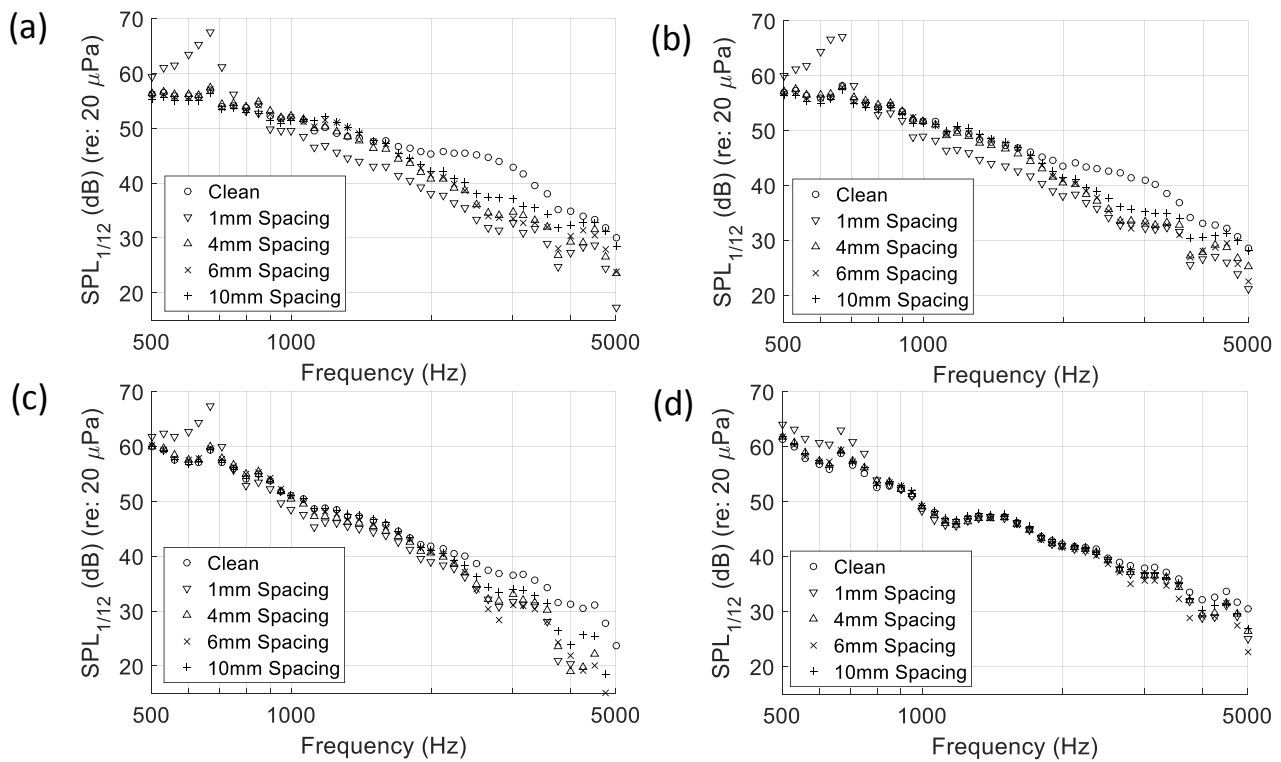 (a)
70
60
50
40
30
20
SPL1/12 (dB) (re: 20 μPa)
Clean
1mm Spacing
4mm Spacing
6mm Spacing
10mm Spacing
500
1000
5000
Frequency (Hz)
(b)
70
60
50
40
30
20
SPL1/12 (dB) (re: 20 μPa)
Clean
1mm Spacing
4mm Spacing
6mm Spacing
10mm Spacing
500
1000
5000
Frequency (Hz)
(c)
70
60
50
40
30
20
SPL1/12 (dB) (re: 20 μPa)
Clean
1mm Spacing
4mm Spacing
6mm Spacing
10mm Spacing
500
1000
5000
Frequency (Hz)
(d)
70
60
50
40
30
20
SPL1/12 (dB) (re: 20 μPa)
Clean
1mm Spacing
4mm Spacing
6mm Spacing
10mm Spacing
500
1000
5000
Frequency (Hz)